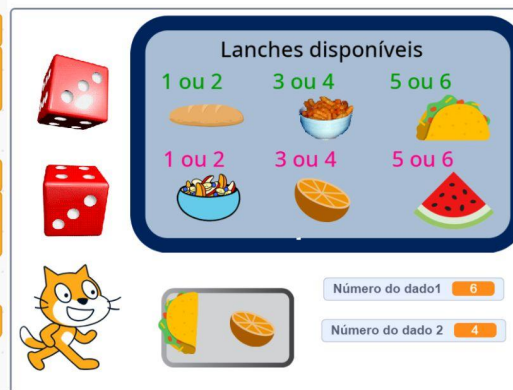 Lanches disponíveis
1 ou 2 3 ou 4 5 ou 6
1 ou 2 3 ou 4 5 ou 6
Número do dado1 6
Número do dado 2 4